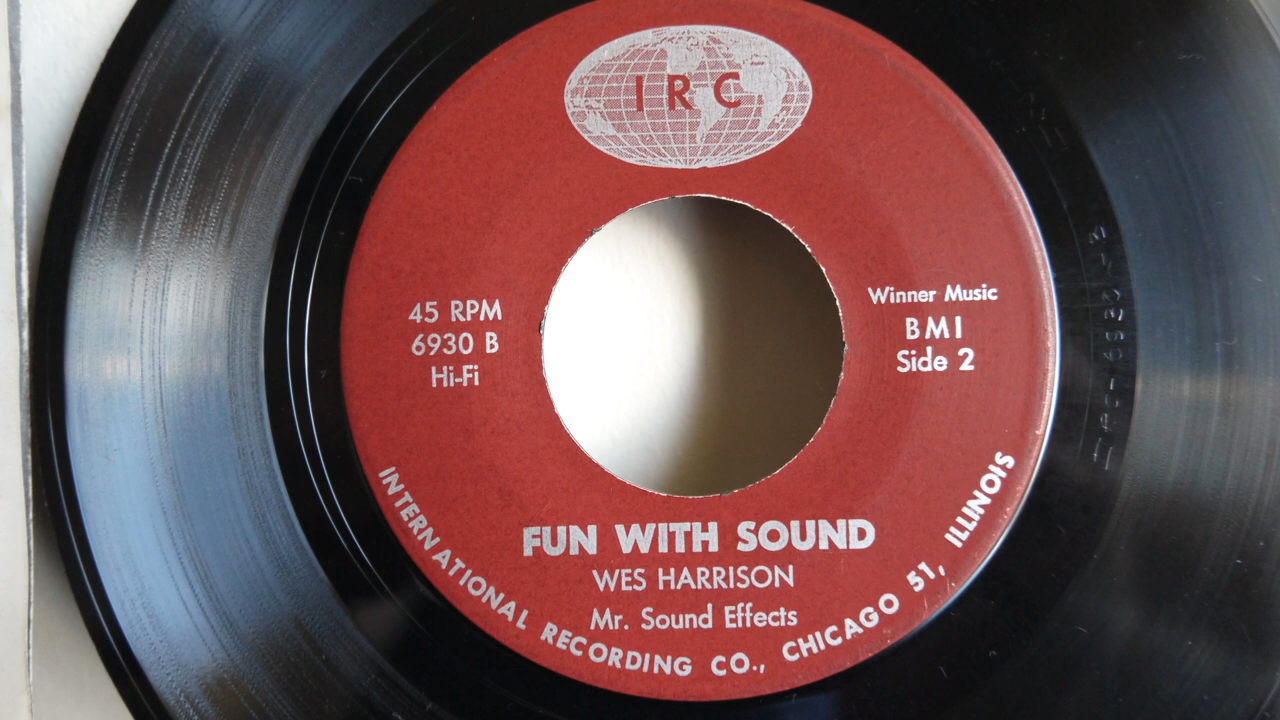 IRC
45 RPM
6930 B
Hi-Fi
Winner Music
BMI
Side 2
FUN WITH SOUND
WES HARRISON
Mr. Sound Effects
INTERNATIONAL RECORDING CO., CHICAGO 51, ILLINOIS